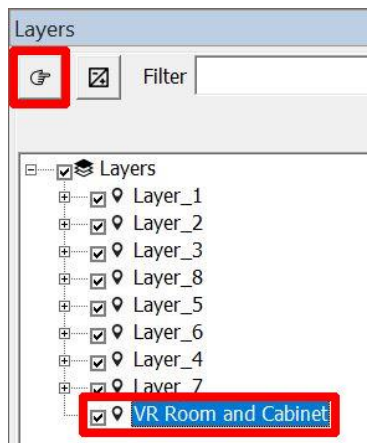 Layers
Filter
Layers
Layer_1
Layer_2
Layer_3
Layer_8
Layer_5
Layer_6
Layer_4
Layer_7
VR Room and Cabinet